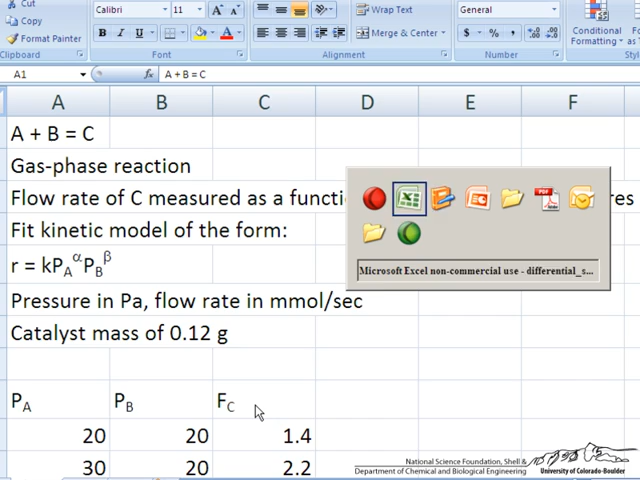 Cut
Copy
Format Painter
Clipboard
Calibri
11
A A
B I U
A
Font
Wrap Text
Merge & Center
Alignment
General
$ % ,
Number
Conditional
Formatting
A1
fx
A + B = C
A B C D E F
A + B = C
Gas-phase reaction
Flow rate of C measured as a functi
res
Fit kinetic model of the form:
r = kPA^αPB^β
Pressure in Pa, flow rate in mmol/sec
Catalyst mass of 0.12 g
Microsoft Excel non-commercial use - differential_s...
PA PB FC
20 20 1.4
30 20 2.2
National Science Foundation, Shell &
Department of Chemical and Biological Engineering
University of Colorado-Boulder